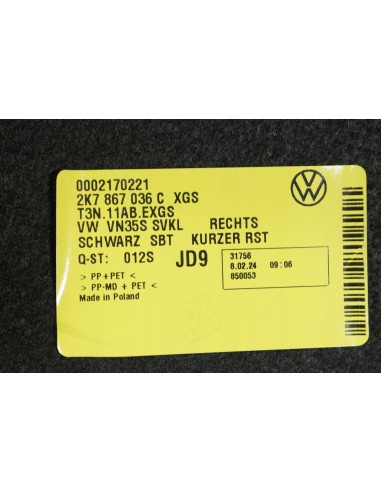 0002170221
2K7 867 036 C XGS
T3N.11AB.EXGS
VW VN35S SVKL RECHTS
SCHWARZ SBT KURZER RST
Q-ST: 012S JD9
> PP + PET <
> PP-MD + PET <
Made in Poland
31756
8.02.24 09:06
850053